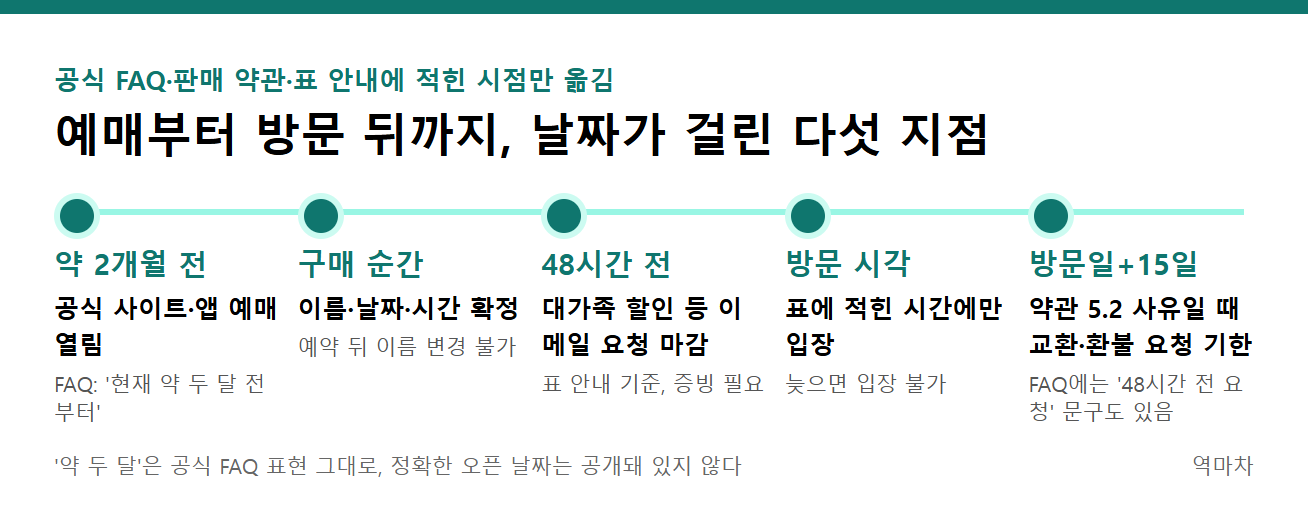 공식 FAQ·판매 약관·표 안내에 적힌 시점만 옮김
예매부터 방문 뒤까지, 날짜가 걸린 다섯 지점
약 2개월 전
공식 사이트·앱 예매
열림
FAQ: '현재 약 두 달 전
부터'
구매 순간
이름·날짜·시간 확정
예약 뒤 이름 변경 불가
48시간 전
대가족 할인 등 이
메일 요청 마감
표 안내 기준, 증빙 필요
방문 시각
표에 적힌 시간에만
입장
늦으면 입장 불가
방문일+15일
약관 5.2 사유일 때
교환·환불 요청 기한
FAQ에는 '48시간 전 요
청' 문구도 있음
'약 두 달'은 공식 FAQ 표현 그대로, 정확한 오픈 날짜는 공개돼 있지 않다
역마차